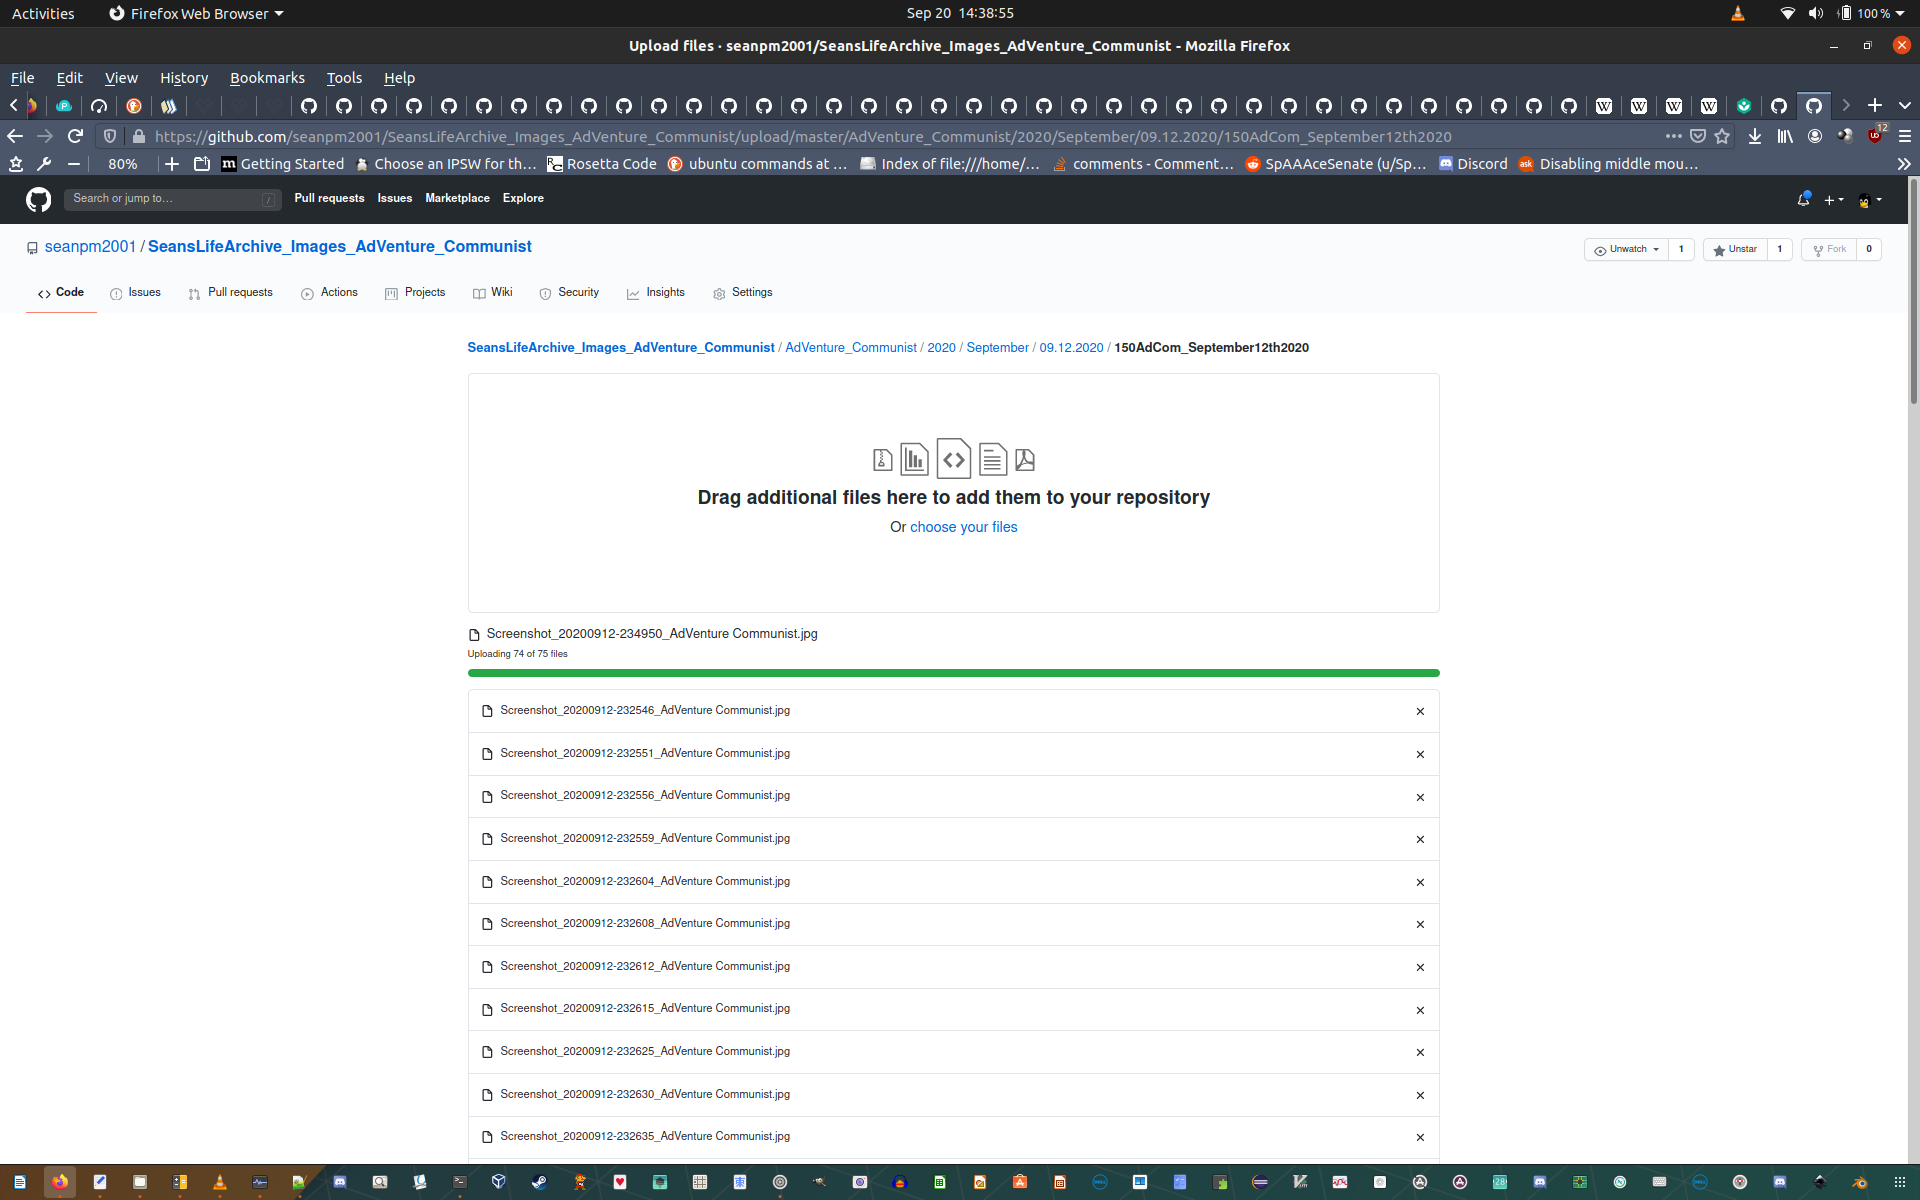 Activities Firefox Web Browser Sep 20 14:38:55 100 %
Upload files · seanpm2001/SeansLifeArchive_Images_AdVenture_Communist - Mozilla Firefox
File Edit View History Bookmarks Tools Help
https://github.com/seanpm2001/SeansLifeArchive_Images_AdVenture_Communist/upload/master/AdVenture_Communist/2020/September/09.12.2020/150AdCom_September12th2020 12
80% Getting Started Choose an IPSW for th… Rosetta Code ubuntu commands at … Index of file:///home/… comments - Comment… SpAAAceSenate (u/Sp… Discord Disabling middle mou…
Search or jump to… / Pull requests Issues Marketplace Explore
seanpm2001 / SeansLifeArchive_Images_AdVenture_Communist Unwatch 1 Unstar 1 Fork 0
Code Issues Pull requests Actions Projects Wiki Security Insights Settings
SeansLifeArchive_Images_AdVenture_Communist / AdVenture_Communist / 2020 / September / 09.12.2020 / 150AdCom_September12th2020
Drag additional files here to add them to your repository
Or choose your files
Screenshot_20200912-234950_AdVenture Communist.jpg
Uploading 74 of 75 files
Screenshot_20200912-232546_AdVenture Communist.jpg
Screenshot_20200912-232551_AdVenture Communist.jpg
Screenshot_20200912-232556_AdVenture Communist.jpg
Screenshot_20200912-232559_AdVenture Communist.jpg
Screenshot_20200912-232604_AdVenture Communist.jpg
Screenshot_20200912-232608_AdVenture Communist.jpg
Screenshot_20200912-232612_AdVenture Communist.jpg
Screenshot_20200912-232615_AdVenture Communist.jpg
Screenshot_20200912-232625_AdVenture Communist.jpg
Screenshot_20200912-232630_AdVenture Communist.jpg
Screenshot_20200912-232635_AdVenture Communist.jpg